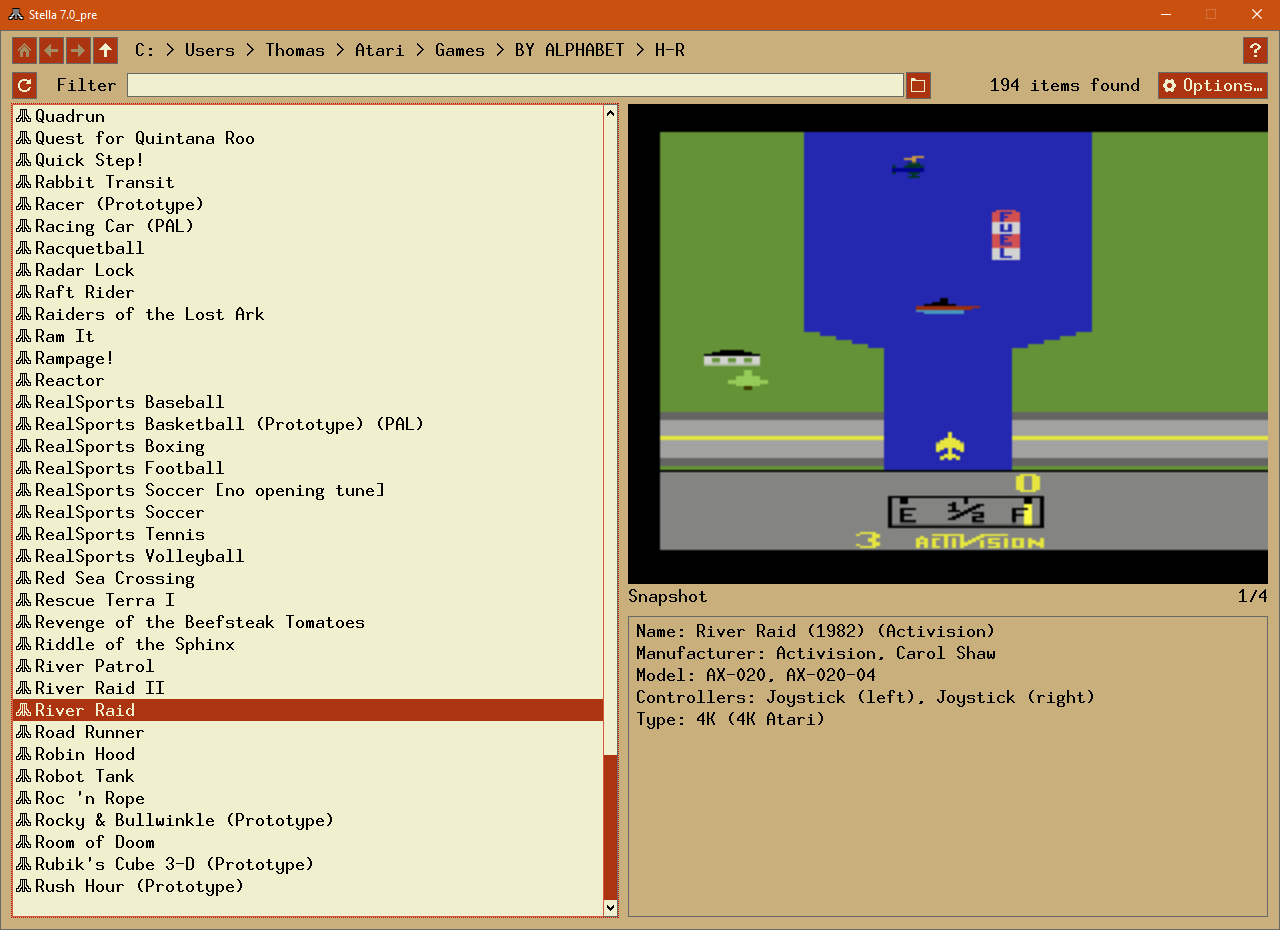 Stella 7.0_pre
C: > Users > Thomas > Atari > Games > BY ALPHABET > H-R
?
Filter
194 items found
Options…
Quadrun
Quest for Quintana Roo
Quick Step!
Rabbit Transit
Racer (Prototype)
Racing Car (PAL)
Racquetball
Radar Lock
Raft Rider
Raiders of the Lost Ark
Ram It
Rampage!
Reactor
RealSports Baseball
RealSports Basketball (Prototype) (PAL)
RealSports Boxing
RealSports Football
RealSports Soccer [no opening tune]
RealSports Soccer
RealSports Tennis
RealSports Volleyball
Red Sea Crossing
Rescue Terra I
Revenge of the Beefsteak Tomatoes
Riddle of the Sphinx
River Patrol
River Raid II
River Raid
Road Runner
Robin Hood
Robot Tank
Roc 'n Rope
Rocky & Bullwinkle (Prototype)
Room of Doom
Rubik's Cube 3-D (Prototype)
Rush Hour (Prototype)
FUEL
0
E 1/2 F
3 ACTIVISION
Snapshot 1/4
Name: River Raid (1982) (Activision)
Manufacturer: Activision, Carol Shaw
Model: AX-020, AX-020-04
Controllers: Joystick (left), Joystick (right)
Type: 4K (4K Atari)